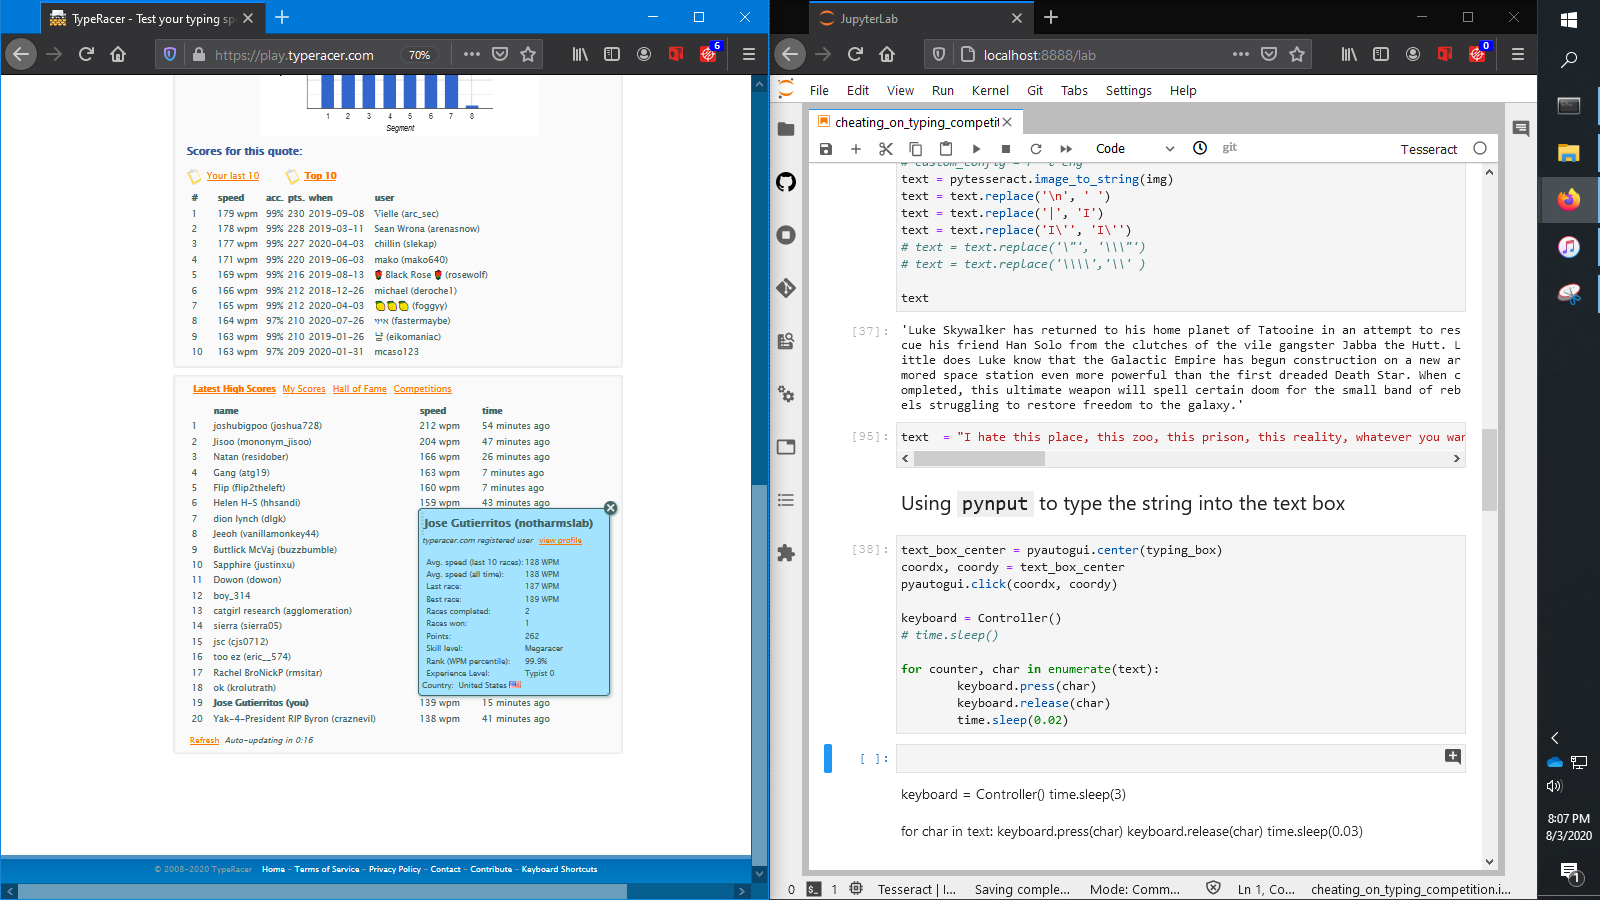 TypeRacer - Test your typing sp
https://play.typeracer.com
70%
6
1 2 3 4 5 6 7 8
Segment
Scores for this quote:
Your last 10 Top 10
# speed acc. pts. when user
1 179 wpm 99% 230 2019-09-08 Vielle (arc_sec)
2 178 wpm 99% 228 2019-03-11 Sean Wrona (arenasnow)
3 177 wpm 99% 227 2020-04-03 chillin (slekap)
4 171 wpm 99% 220 2019-06-03 mako (mako640)
5 169 wpm 99% 216 2019-08-13 🌹 Black Rose 🌹 (rosewolf)
6 166 wpm 99% 212 2018-12-26 michael (deroche1)
7 165 wpm 99% 212 2020-04-03 🍋🍋🍋 (foggyy)
8 164 wpm 97% 210 2020-07-26 (fastermaybe)
9 163 wpm 99% 210 2019-01-26 남 (eikomaniac)
10 163 wpm 97% 209 2020-01-31 mcaso123
Latest High Scores My Scores Hall of Fame Competitions
name speed time
1 joshubigpoo (joshua728) 212 wpm 54 minutes ago
2 Jisoo (mononym_jisoo) 204 wpm 47 minutes ago
3 Natan (residober) 166 wpm 26 minutes ago
4 Gang (atg19) 163 wpm 7 minutes ago
5 Flip (flip2theleft) 160 wpm 7 minutes ago
6 Helen H-S (hhsandi) 159 wpm 43 minutes ago
7 dion lynch (dlgk)
8 Jeeoh (vanillamonkey44)
9 Buttlick McVaj (buzzbumble)
10 Sapphire (justinxu)
11 Dowon (dowon)
12 boy_314
13 catgirl research (agglomeration)
14 sierra (sierra05)
15 jsc (cjs0712)
16 too ez (eric__574)
17 Rachel BroNickP (rmsitar)
18 ok (krolutrath)
19 Jose Gutierritos (you) 139 wpm 15 minutes ago
20 Yak-4-President RIP Byron (craznevil) 138 wpm 41 minutes ago
Refresh Auto-updating in 0:16
Jose Gutierritos (notharmslab)
typeracer.com registered user view profile
Avg. speed (last 10 races): 138 WPM
Avg. speed (all time): 138 WPM
Last race: 137 WPM
Best race: 139 WPM
Races completed: 2
Races won: 1
Points: 262
Skill level: Megaracer
Rank (WPM percentile): 99.9%
Experience Level: Typist 0
Country: United States
© 2008-2020 TypeRacer Home - Terms of Service - Privacy Policy - Contact - Contribute - Keyboard Shortcuts
JupyterLab
localhost:8888/lab
0
File Edit View Run Kernel Git Tabs Settings Help
cheating_on_typing_competit
Code git Tesseract
# custom_config = r'-l eng'
text = pytesseract.image_to_string(img)
text = text.replace('\n', ' ')
text = text.replace('|', 'I')
text = text.replace('I\'', 'I\'')
# text = text.replace('\"', '\\\"')
# text = text.replace('\\\\','\\' )
text
[37]: 'Luke Skywalker has returned to his home planet of Tatooine in an attempt to res
cue his friend Han Solo from the clutches of the vile gangster Jabba the Hutt. L
ittle does Luke know that the Galactic Empire has begun construction on a new ar
mored space station even more powerful than the first dreaded Death Star. When c
ompleted, this ultimate weapon will spell certain doom for the small band of reb
els struggling to restore freedom to the galaxy.'
[95]: text = "I hate this place, this zoo, this prison, this reality, whatever you wan
Using pynput to type the string into the text box
[38]: text_box_center = pyautogui.center(typing_box)
coordx, coordy = text_box_center
pyautogui.click(coordx, coordy)
keyboard = Controller()
# time.sleep()
for counter, char in enumerate(text):
keyboard.press(char)
keyboard.release(char)
time.sleep(0.02)
[ ]:
keyboard = Controller() time.sleep(3)
for char in text: keyboard.press(char) keyboard.release(char) time.sleep(0.03)
0 1 Tesseract | I... Saving comple... Mode: Comm... Ln 1, Co... cheating_on_typing_competition.i...
8:07 PM
8/3/2020
1